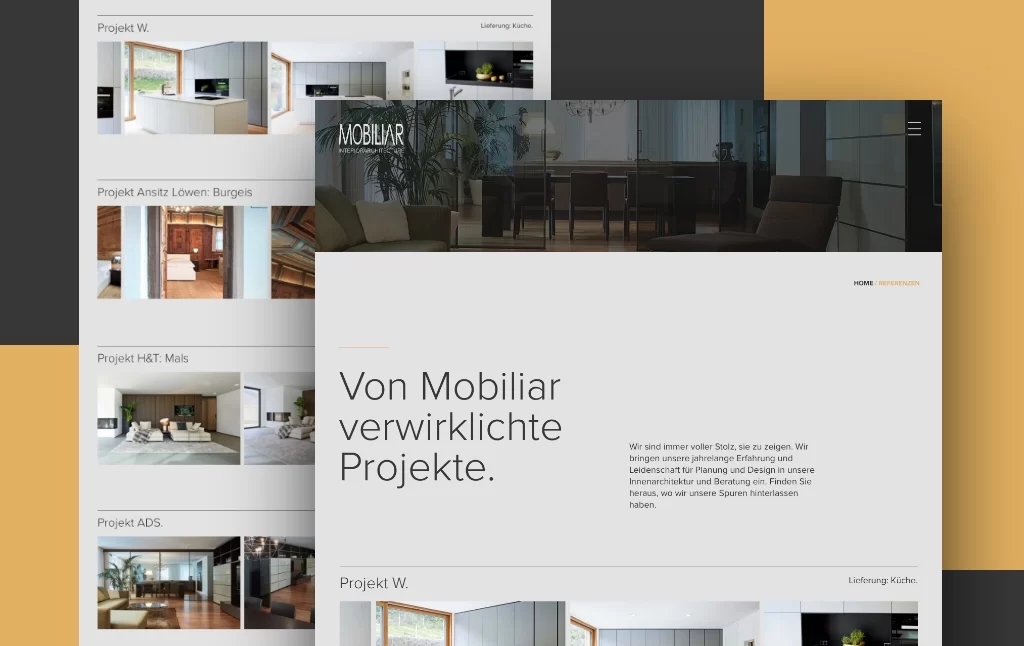 Projekt W.
Lieferung: Küche.
Projekt Ansitz Löwen: Burgeis
Projekt H&T: Mals
Projekt ADS.
MOBILIAR
INTERIORARCHITECTURE
HOME / REFERENZEN
Von Mobiliar
verwirklichte
Projekte.
Wir sind immer voller Stolz, sie zu zeigen. Wir
bringen unsere jahrelange Erfahrung und
Leidenschaft für Planung und Design in unsere
Innenarchitektur und Beratung ein. Finden Sie
heraus, wo wir unsere Spuren hinterlassen
haben.
Projekt W.
Lieferung: Küche.